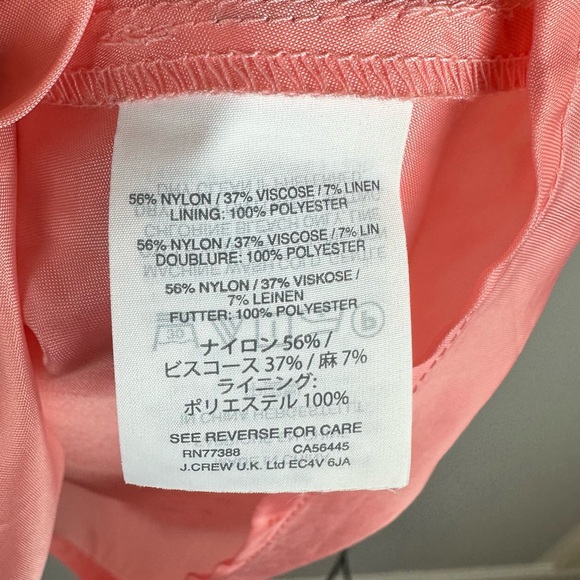 56% NYLON / 37% VISCOSE / 7% LINEN
LINING: 100% POLYESTER
56% NYLON / 37% VISCOSE / 7% LIN
DOUBLURE: 100% POLYESTER
56% NYLON / 37% VISKOSE /
7% LEINEN
FUTTER: 100% POLYESTER
ナイロン 56% /
ビスコース 37% / 麻 7%
ライニング:
ポリエステル 100%
SEE REVERSE FOR CARE
RN77388 CA56445
J.CREW U.K. Ltd EC4V 6JA